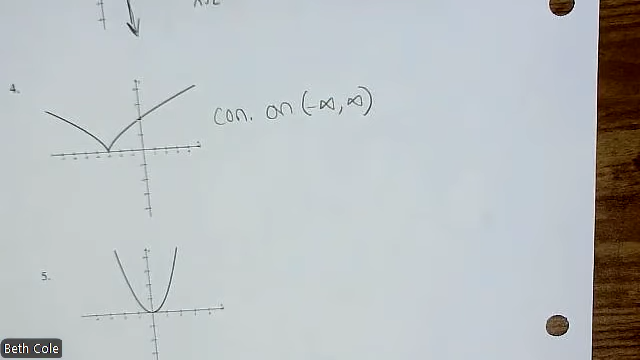 4.
con. on (-∞, ∞)
5.
Beth Cole